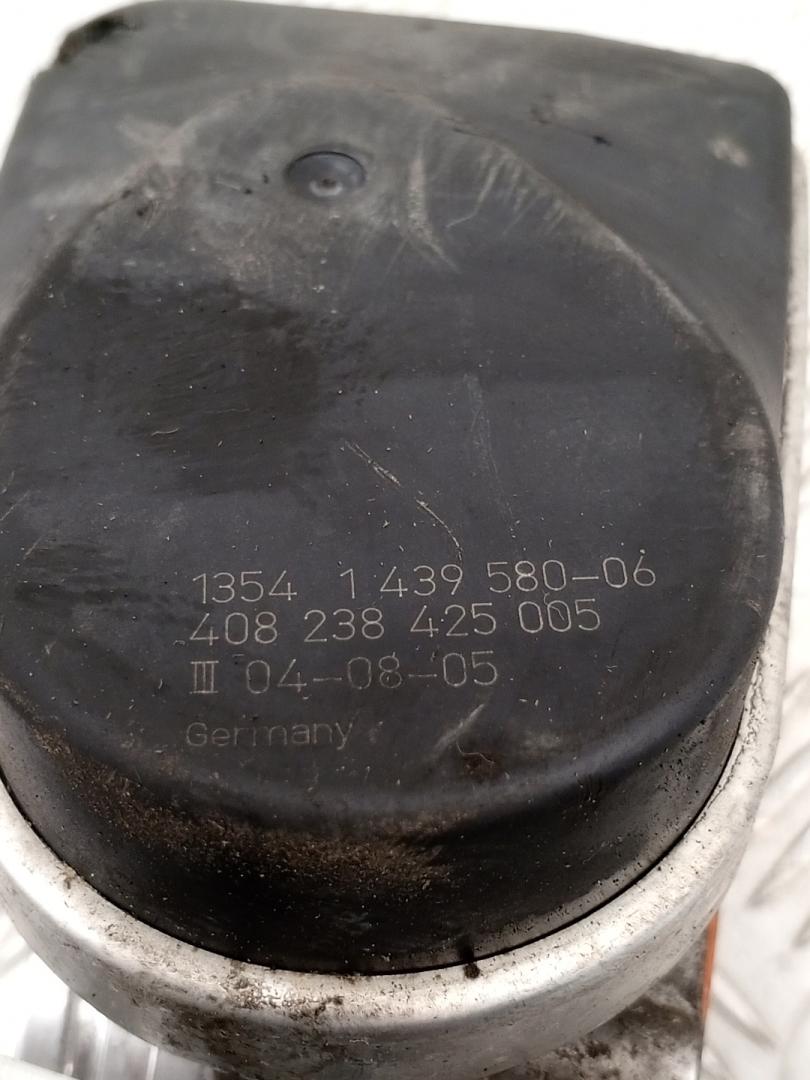 1354 1 439 580-06
408 238 425 005
III 04-08-05
Germany